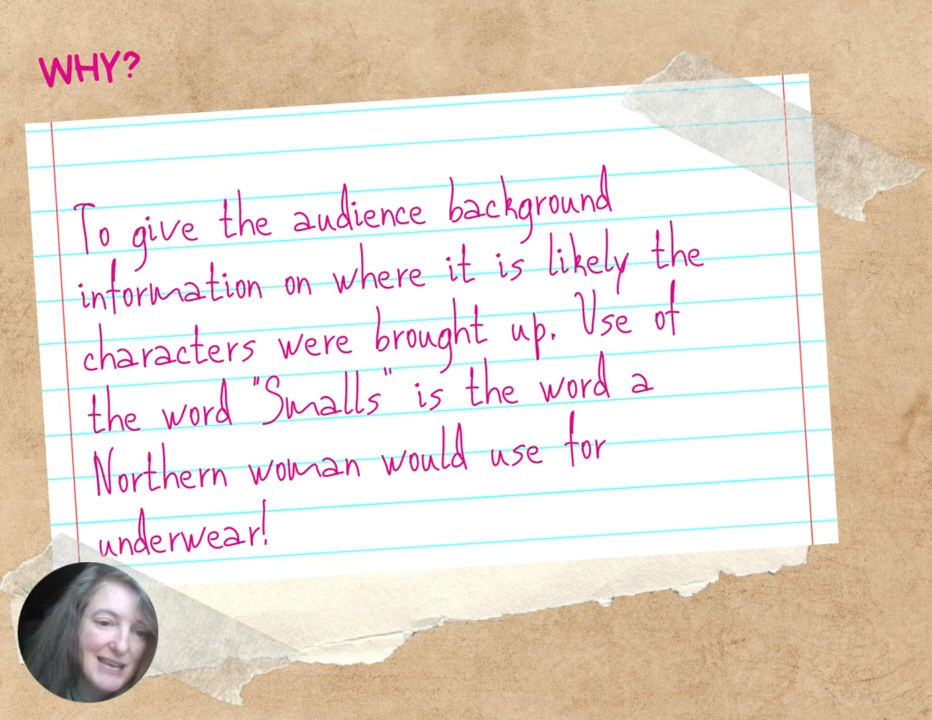 WHY?
To give the audience background
information on where it is likely the
characters were brought up. Use of
the word "Smalls" is the word a
Northern woman would use for
underwear!